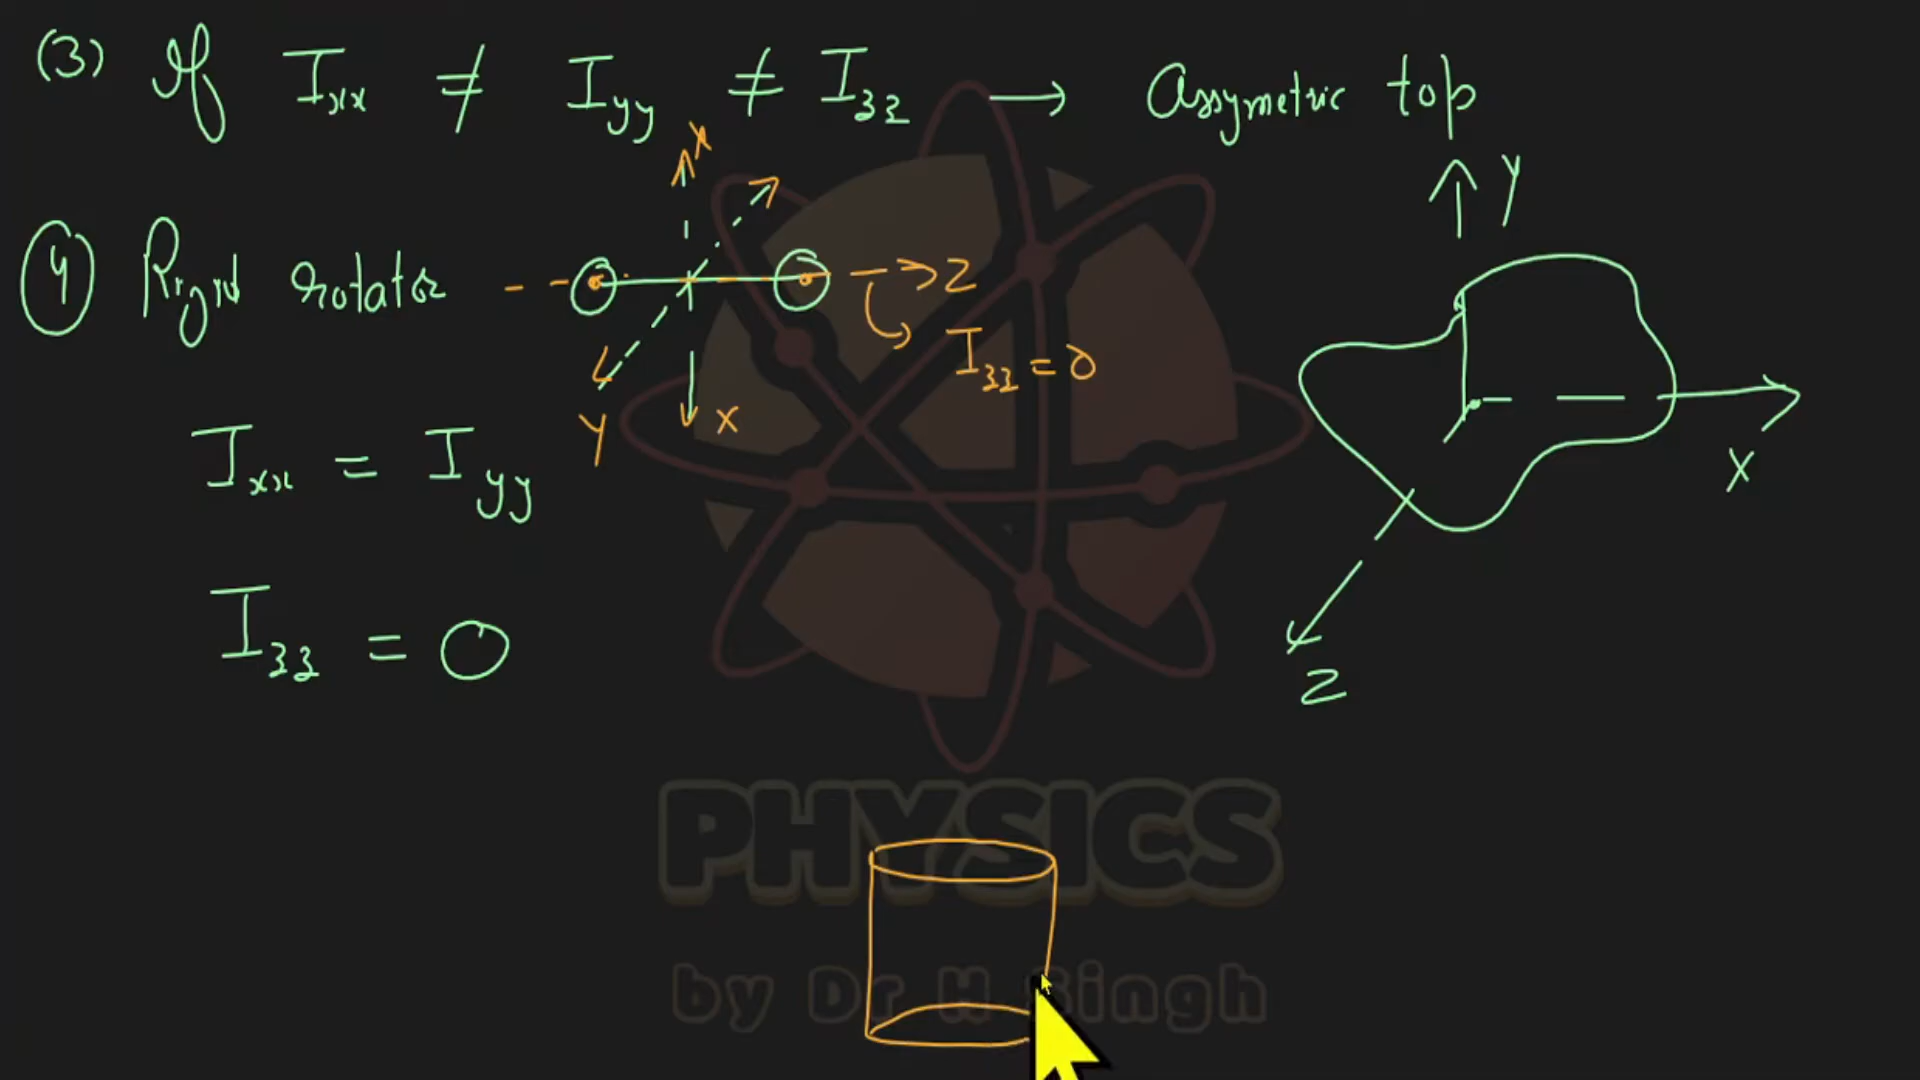 (3) If Ixx ≠ Iyy ≠ Izz → Assymetric top
(4) Rigid rotator
X
Z
Izz = 0
Y
X
Ixx = Iyy
Izz = 0
Y
X
Z
PHYSICS
by Dr H Singh